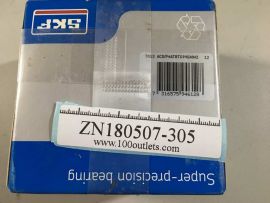 SKF
ZN180507-305
www.100outlets.com
Super-precision bearing